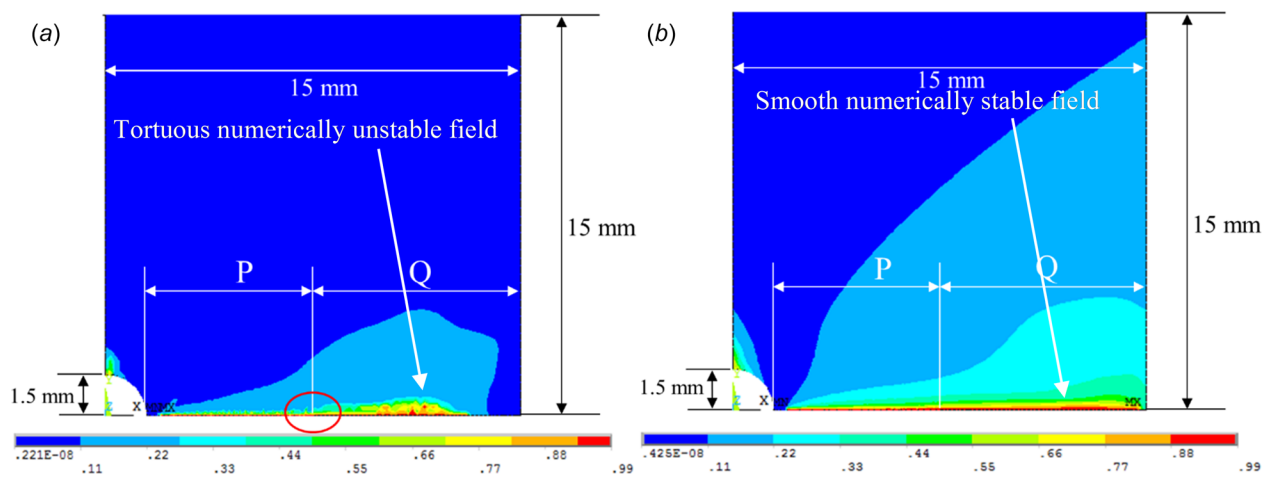 (a)
15 mm
Tortuous numerically unstable field
15 mm
P
Q
1.5 mm
Z
X
MX
.221E-08
.22
.44
.66
.88
.11
.33
.55
.77
.99
(b)
15 mm
Smooth numerically stable field
15 mm
P
Q
1.5 mm
Z
X
MX
.425E-08
.22
.44
.66
.88
.11
.33
.55
.77
.99